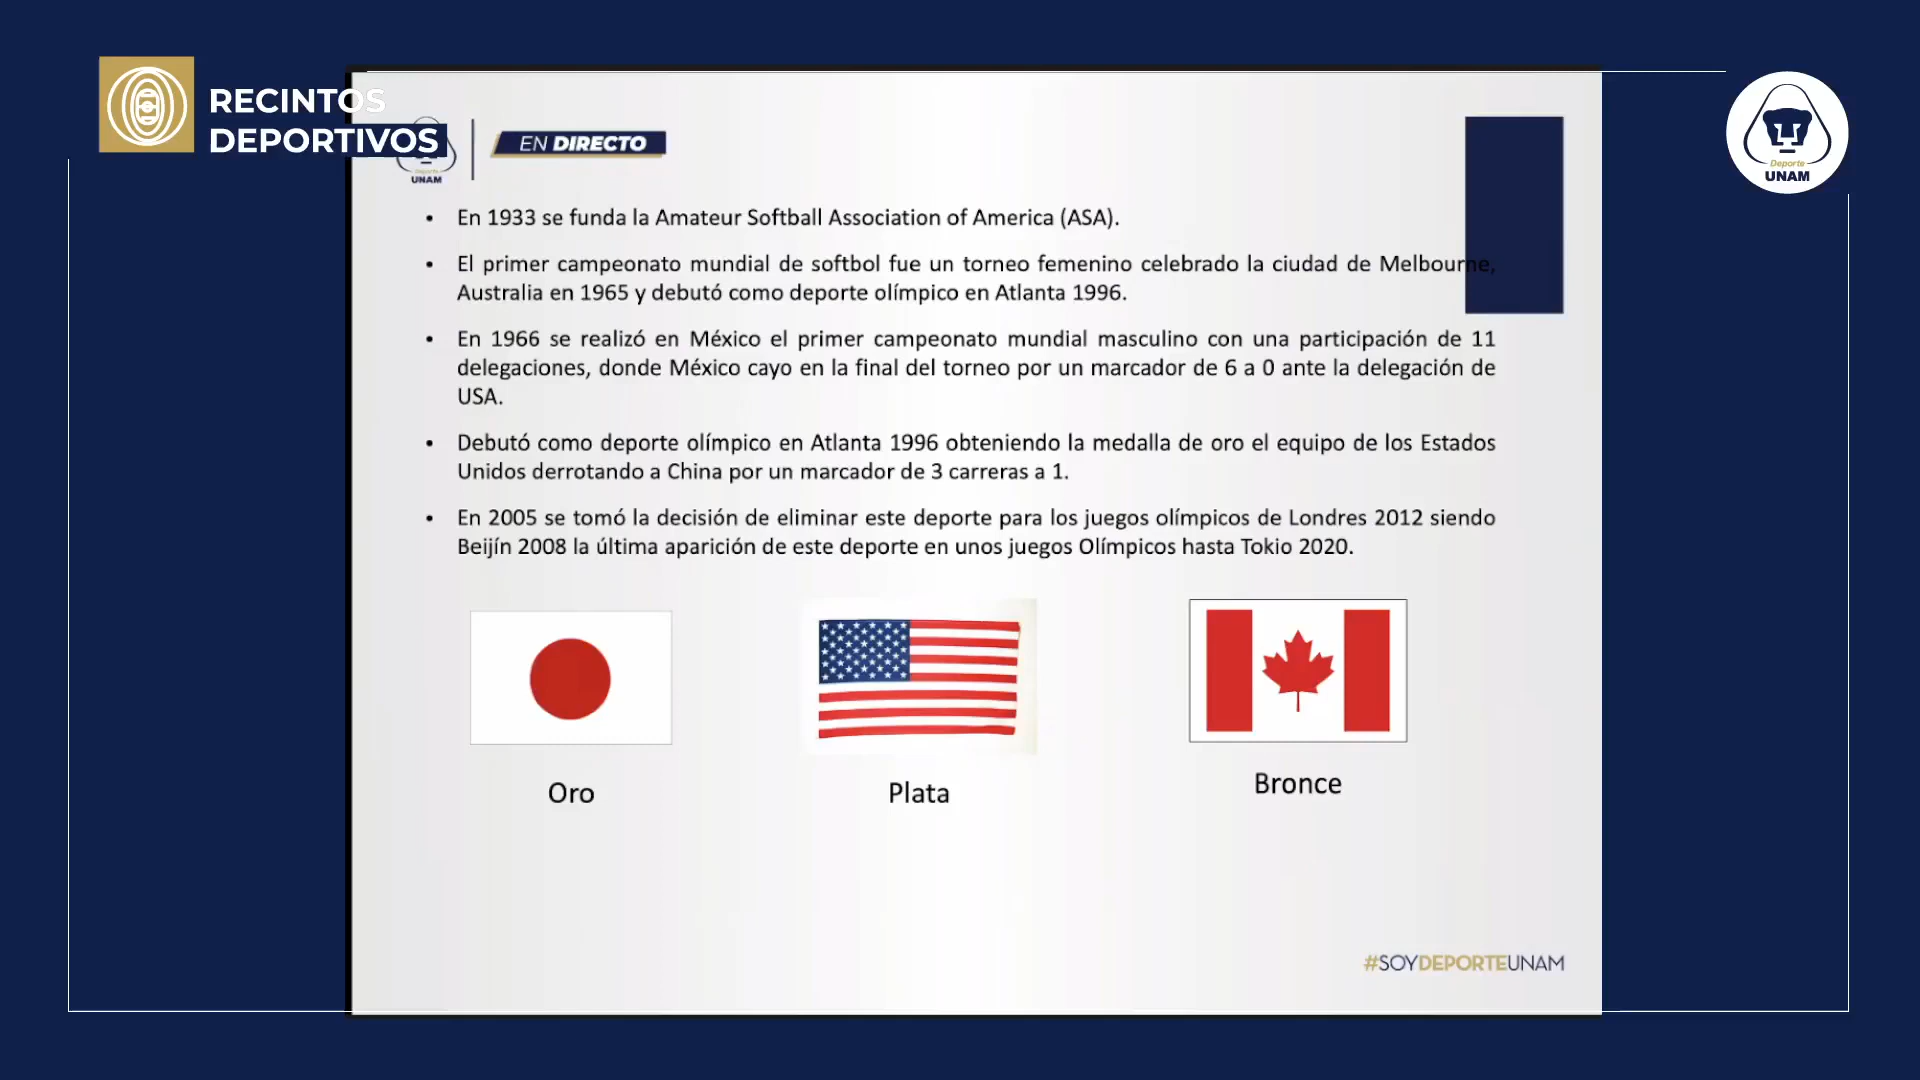 RECINTOS
DEPORTIVOS
Deporte
UNAM
EN DIRECTO
Deporte
UNAM
• En 1933 se funda la Amateur Softball Association of America (ASA).
• El primer campeonato mundial de softbol fue un torneo femenino celebrado la ciudad de Melbourne,
Australia en 1965 y debutó como deporte olímpico en Atlanta 1996.
• En 1966 se realizó en México el primer campeonato mundial masculino con una participación de 11
delegaciones, donde México cayo en la final del torneo por un marcador de 6 a 0 ante la delegación de
USA.
• Debutó como deporte olímpico en Atlanta 1996 obteniendo la medalla de oro el equipo de los Estados
Unidos derrotando a China por un marcador de 3 carreras a 1.
• En 2005 se tomó la decisión de eliminar este deporte para los juegos olímpicos de Londres 2012 siendo
Beijín 2008 la última aparición de este deporte en unos juegos Olímpicos hasta Tokio 2020.
Oro
Plata
Bronce
#SOYDEPORTEUNAM